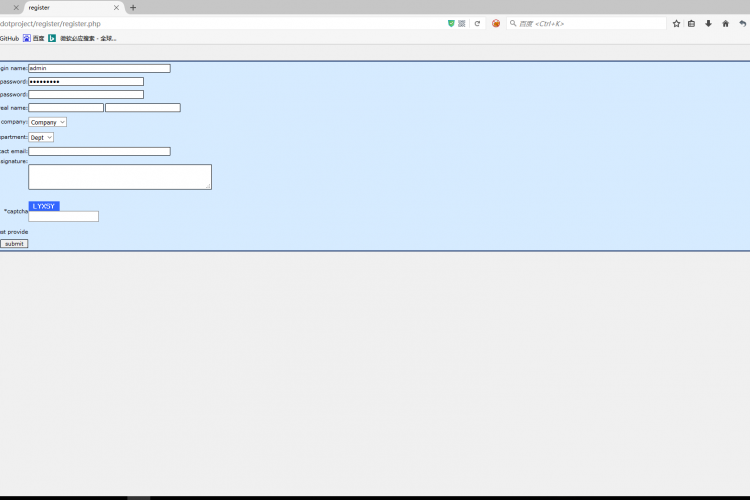 register
dotproject/register/register.php
百度 <Ctrl+K>
GitHub 百度 微软必应搜索 - 全球...
gin name: admin
password: •••••••••
password:
real name:
company: Company
partment: Dept
act email:
signature:
LYXSY
*captcha
st provide
submit